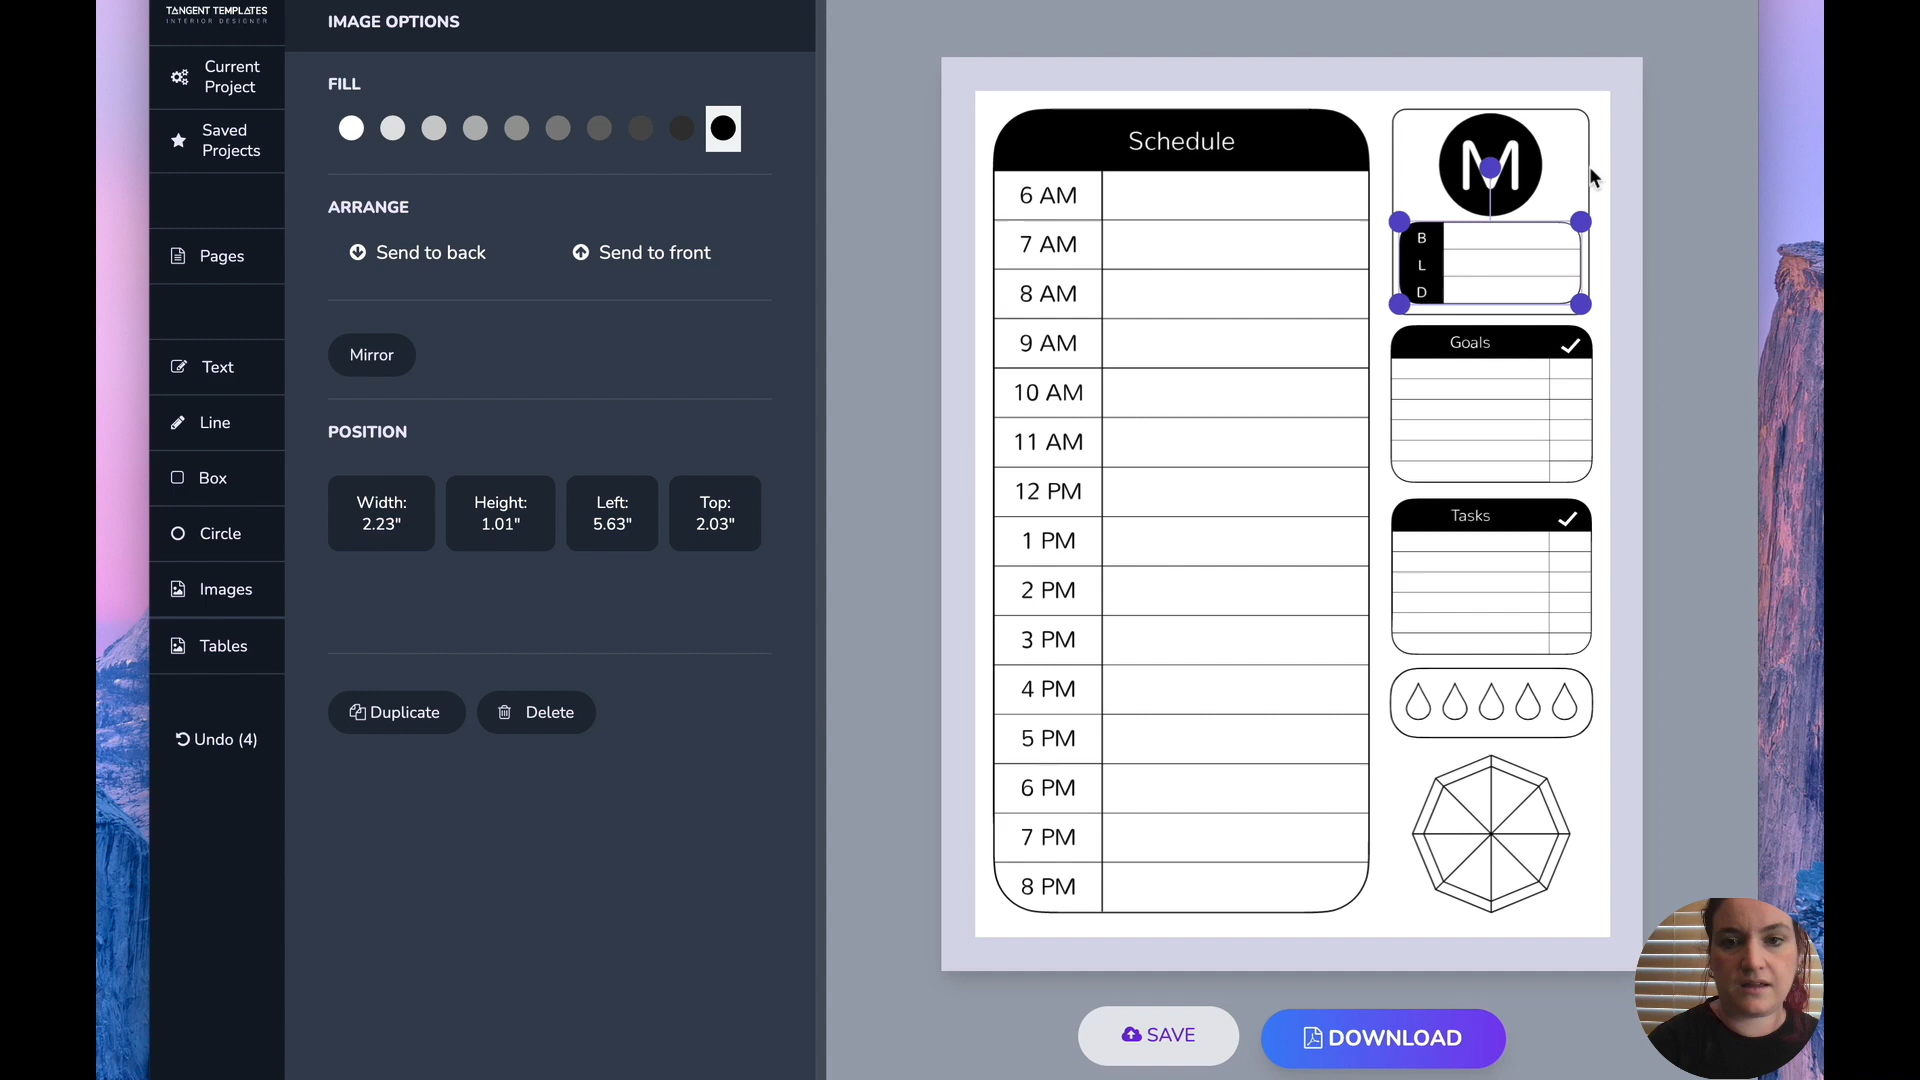 TANGENT TEMPLATES
INTERIOR DESIGNER
Current
Project
Saved
Projects
Pages
Text
Line
Box
Circle
Images
Tables
Undo (4)
IMAGE OPTIONS
FILL
ARRANGE
Send to back
Send to front
Mirror
POSITION
Width:
2.23"
Height:
1.01"
Left:
5.63"
Top:
2.03"
Duplicate
Delete
Schedule
6 AM
7 AM
8 AM
9 AM
10 AM
11 AM
12 PM
1 PM
2 PM
3 PM
4 PM
5 PM
6 PM
7 PM
8 PM
M
B
L
D
Goals
Tasks
SAVE
DOWNLOAD